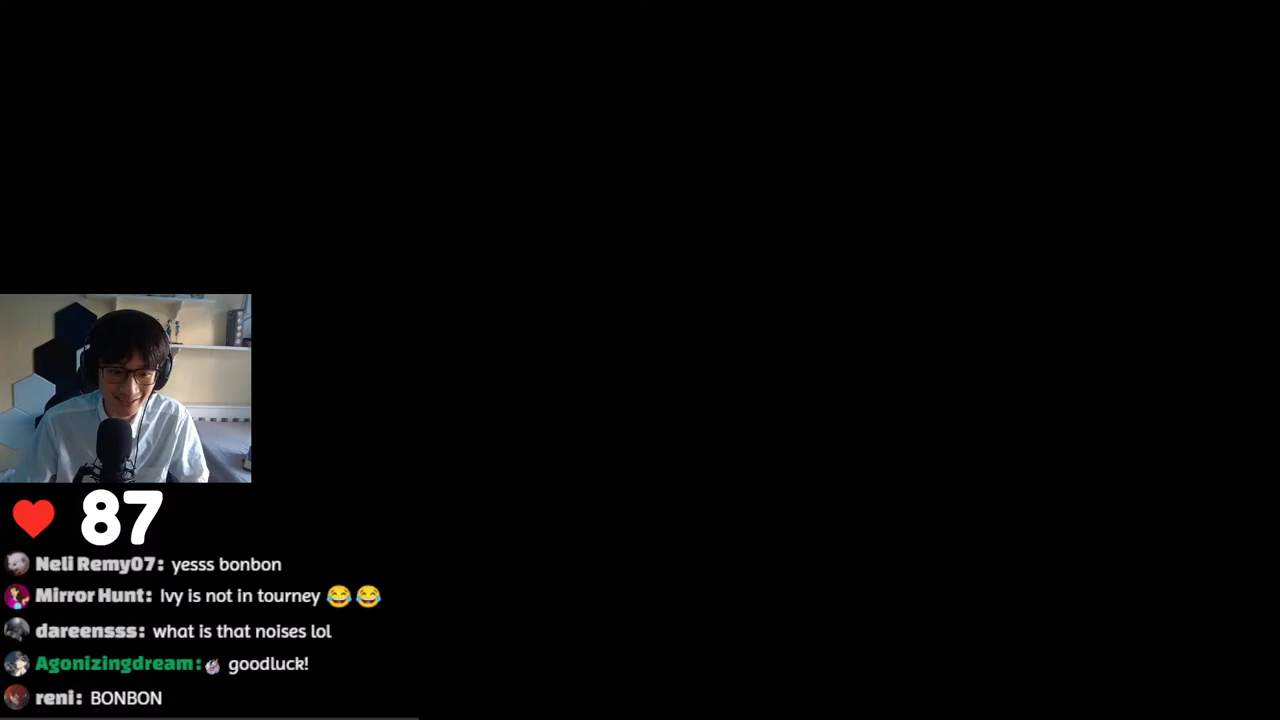 87
Neli Remy07: yesss bonbon
Mirror Hunt: Ivy is not in tourney 😂😂
dareensss: what is that noises lol
Agonizingdream: goodluck!
reni: BONBON